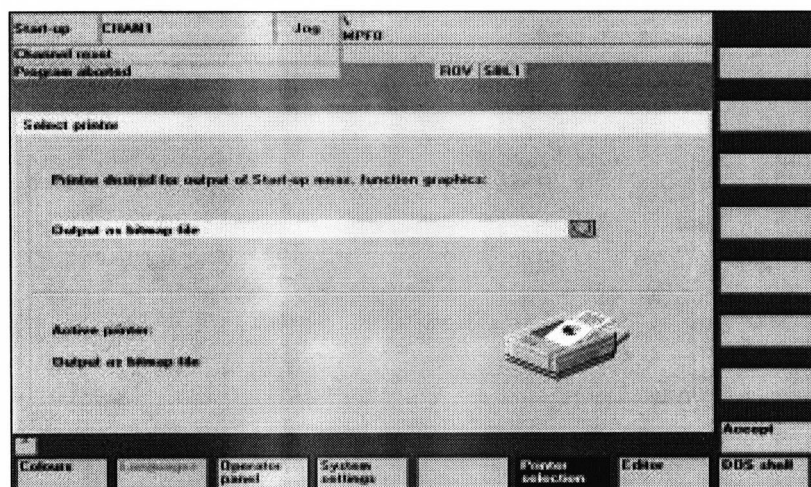 Start-up CHAN1 Jog \
MPF0
Channel reset
Program aborted
ROV SBL1
Select printer
Printer desired for output of Start-up meas. function graphics:
Output as bitmap file
Active printer:
Output as bitmap file
Accept
^
Colours Languages Operator panel System settings Printer selection Editor DOS shell